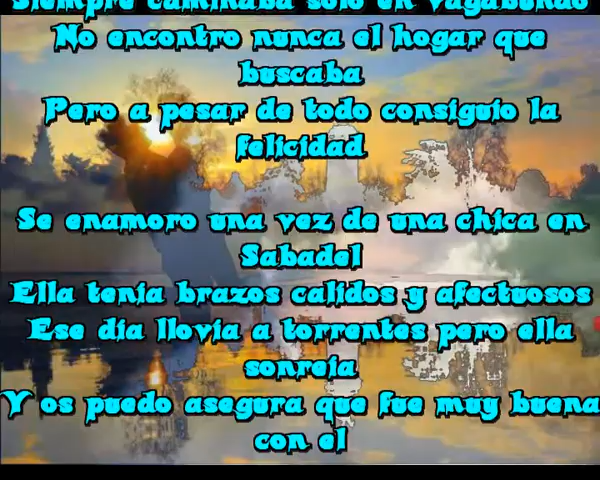 Siempre caminaba solo en vagabundo
No encontro nunca el hogar que
buscaba
Pero a pesar de todo consiguio la
felicidad
Se enamoro una vez de una chica en
Sabadel
Ella tenia brazos calidos y afectuosos
Ese dia llovia a torrentes pero ella
sonreia
Y os puedo asegura que fue muy buena
con el